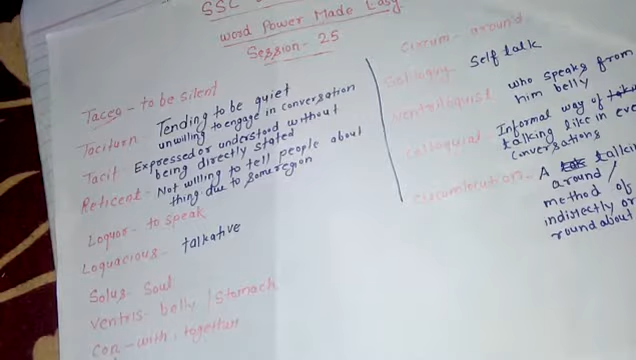 SSC
Word Power Made Easy
Session - 25
Taceo - to be silent
Taciturn Tending to be quiet
unwilling to engage in conversation
Tacit Expressed or understood without
being directly stated
Reticent - Not willing to tell people about
thing due to some region
Loquor - to speak
Loquacious - talkative
Solus - Soul
Ventris - belly / Stomach
Con - with, together
Circum - around
Soliloquy - Self talk
Ventriloquist who speaks from
him belly
colloquial - Informal way of
talking like in
conversations
circumlocution - A talking
around /
method of
indirectly or
roundabout